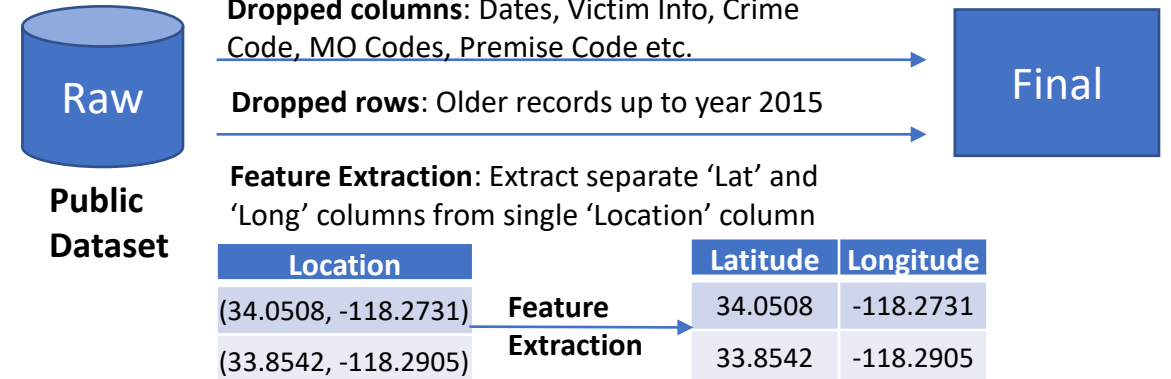 Dropped columns: Dates, Victim Info, Crime
Code, MO Codes, Premise Code etc.
Raw
Final
Dropped rows: Older records up to year 2015
Feature Extraction: Extract separate ‘Lat’ and
‘Long’ columns from single ‘Location’ column
Public
Dataset
Location
Latitude Longitude
(34.0508, -118.2731)
Feature
Extraction
34.0508 -118.2731
(33.8542, -118.2905)
33.8542 -118.2905